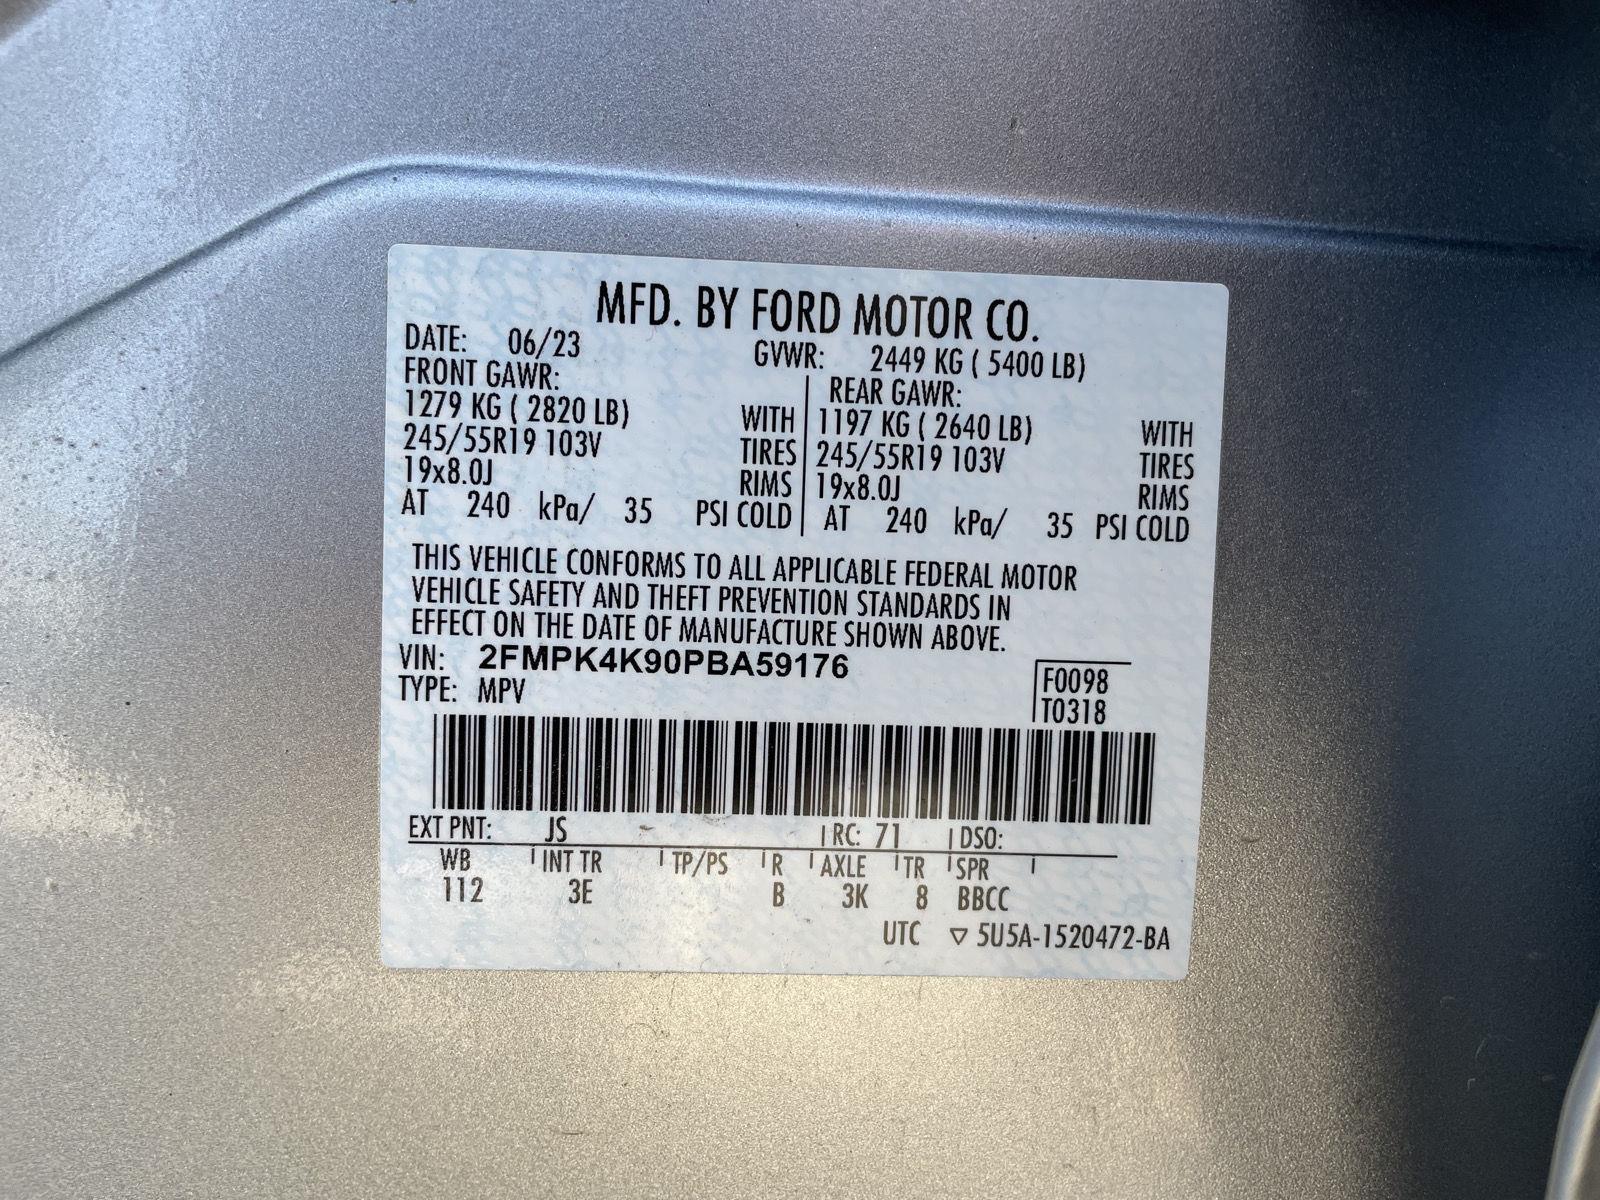 MFD. BY FORD MOTOR CO.
DATE: 06/23 GVWR: 2449 KG ( 5400 LB)
FRONT GAWR: REAR GAWR:
1279 KG ( 2820 LB) WITH 1197 KG ( 2640 LB) WITH
245/55R19 103V TIRES 245/55R19 103V TIRES
19x8.0J RIMS 19x8.0J RIMS
AT 240 kPa/ 35 PSI COLD AT 240 kPa/ 35 PSI COLD
THIS VEHICLE CONFORMS TO ALL APPLICABLE FEDERAL MOTOR
VEHICLE SAFETY AND THEFT PREVENTION STANDARDS IN
EFFECT ON THE DATE OF MANUFACTURE SHOWN ABOVE.
VIN: 2FMPK4K90PBA59176 F0098
TYPE: MPV T0318
EXT PNT: JS RC: 71 DSO:
WB INT TR TP/PS R AXLE TR SPR
112 3E B 3K 8 BBCC
UTC ▽ 5U5A-1520472-BA